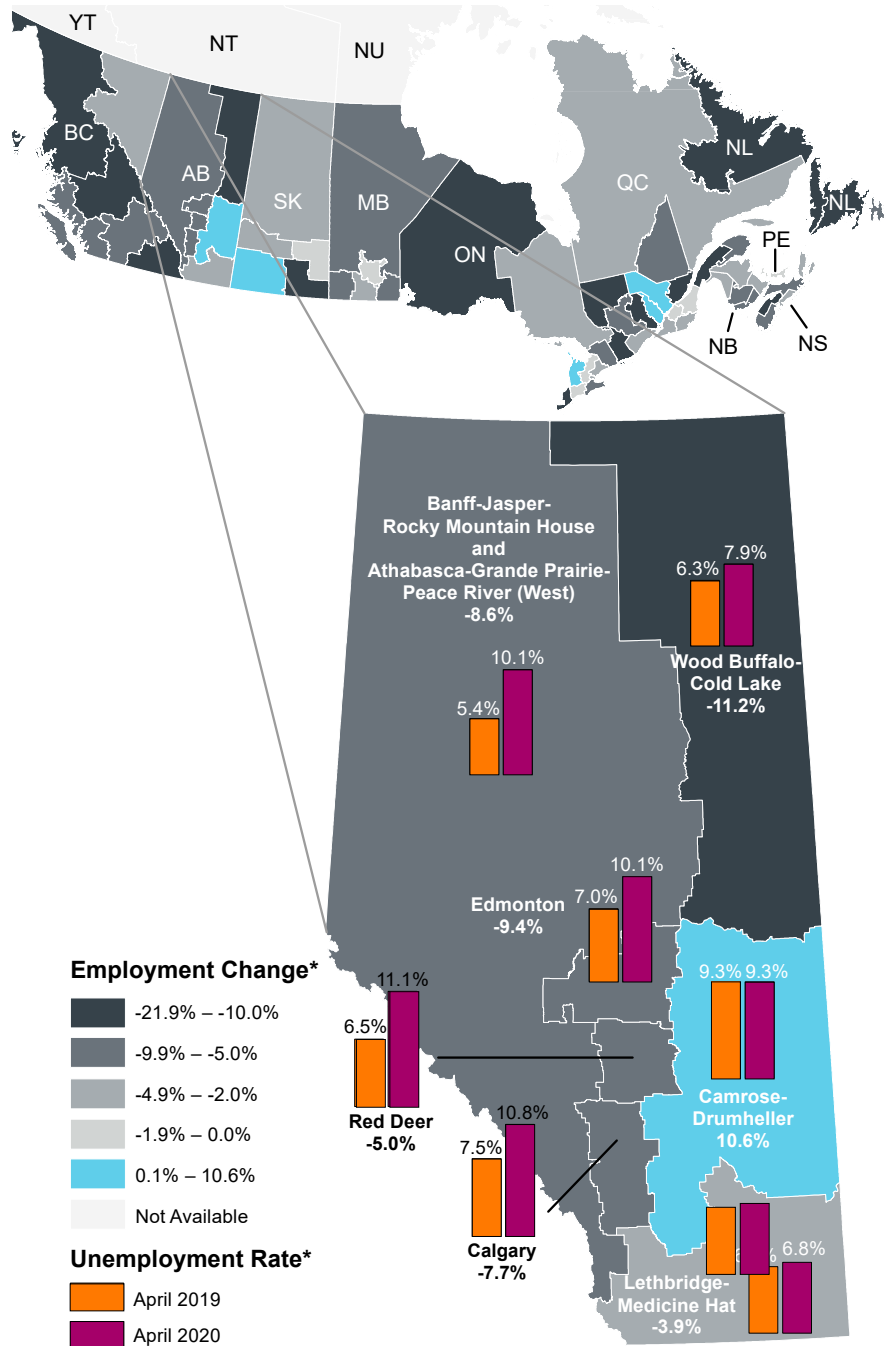 YT
NT
NU
BC
AB
SK
MB
ON
QC
NL
NL
PE
NB
NS
Banff-Jasper-
Rocky Mountain House
and
Athabasca-Grande Prairie-
Peace River (West)
-8.6%
5.4%
10.1%
6.3%
7.9%
Wood Buffalo-
Cold Lake
-11.2%
Edmonton
-9.4%
7.0%
10.1%
9.3%
9.3%
Camrose-
Drumheller
10.6%
6.5%
11.1%
Red Deer
-5.0%
7.5%
10.8%
Calgary
-7.7%
6.8%
Lethbridge-
Medicine Hat
-3.9%
Employment Change*
-21.9% – -10.0%
-9.9% – -5.0%
-4.9% – -2.0%
-1.9% – 0.0%
0.1% – 10.6%
Not Available
Unemployment Rate*
April 2019
April 2020